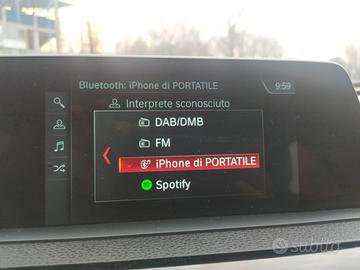 Bluetooth: iPhone di PORTATILE
9:59
Interprete sconosciuto
DAB/DMB
FM
iPhone di PORTATILE
Spotify
subito